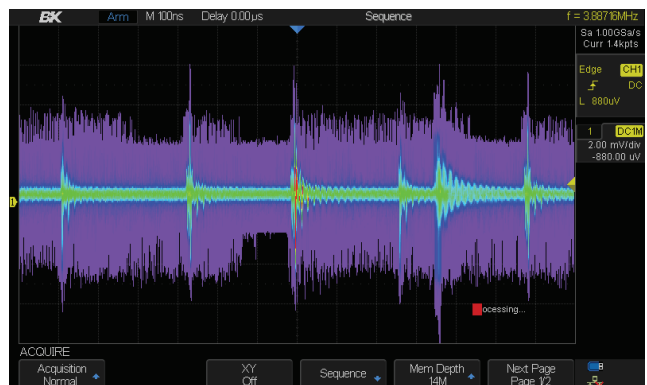 BK Arm M 100ns Delay 0.00μs Sequence f = 3.88716MHz
Sa 1.00GSa/s
Curr 1.4kpts
Edge CH1
DC
L 880uV
1 DC1M
2.00 mV/div
-880.00 uV
1
ocessing...
ACQUIRE
Acquisition XY Sequence Mem Depth Next Page B
Normal Off 14M Page 1/2